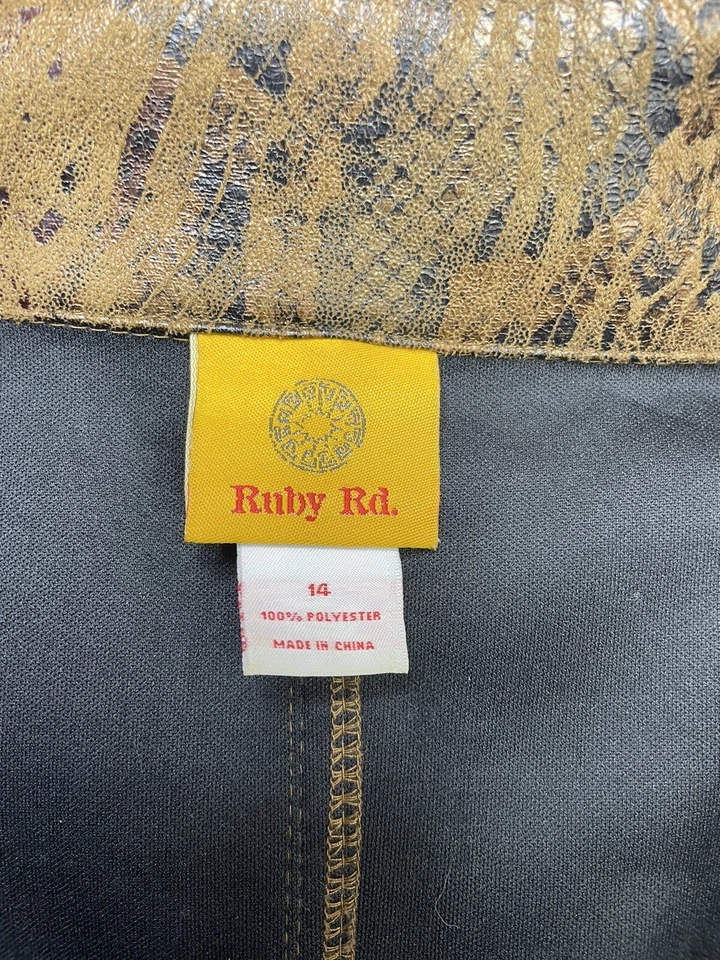 Ruby Rd.
14
100% POLYESTER
MADE IN CHINA